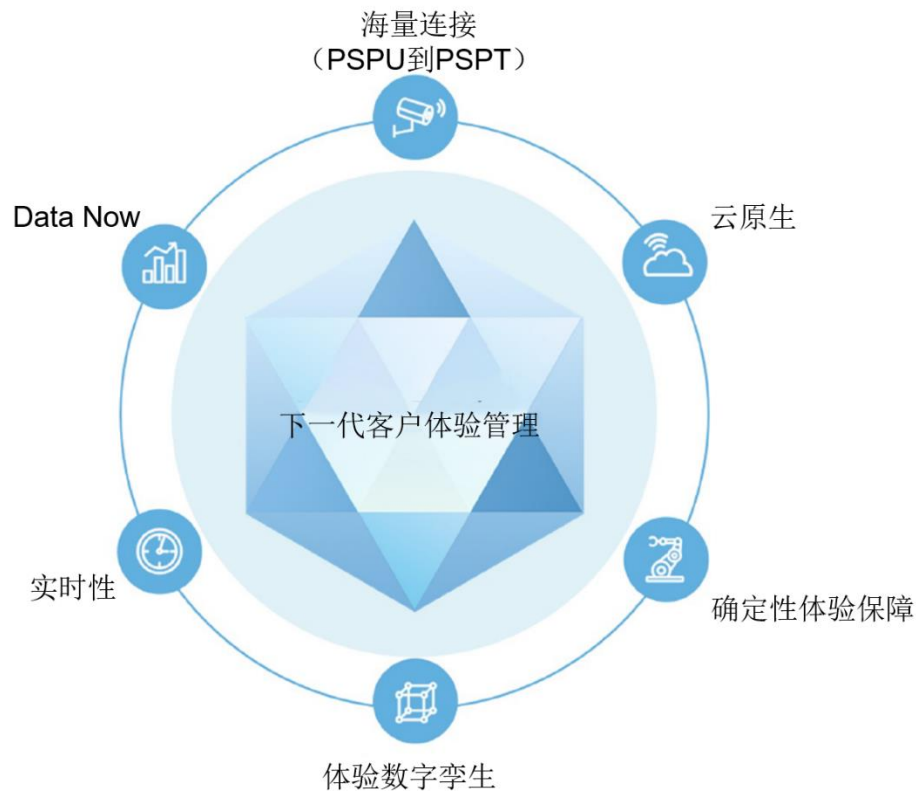 海量连接
（PSPU到PSPT）
Data Now
云原生
下一代客户体验管理
实时性
确定性体验保障
体验数字孪生